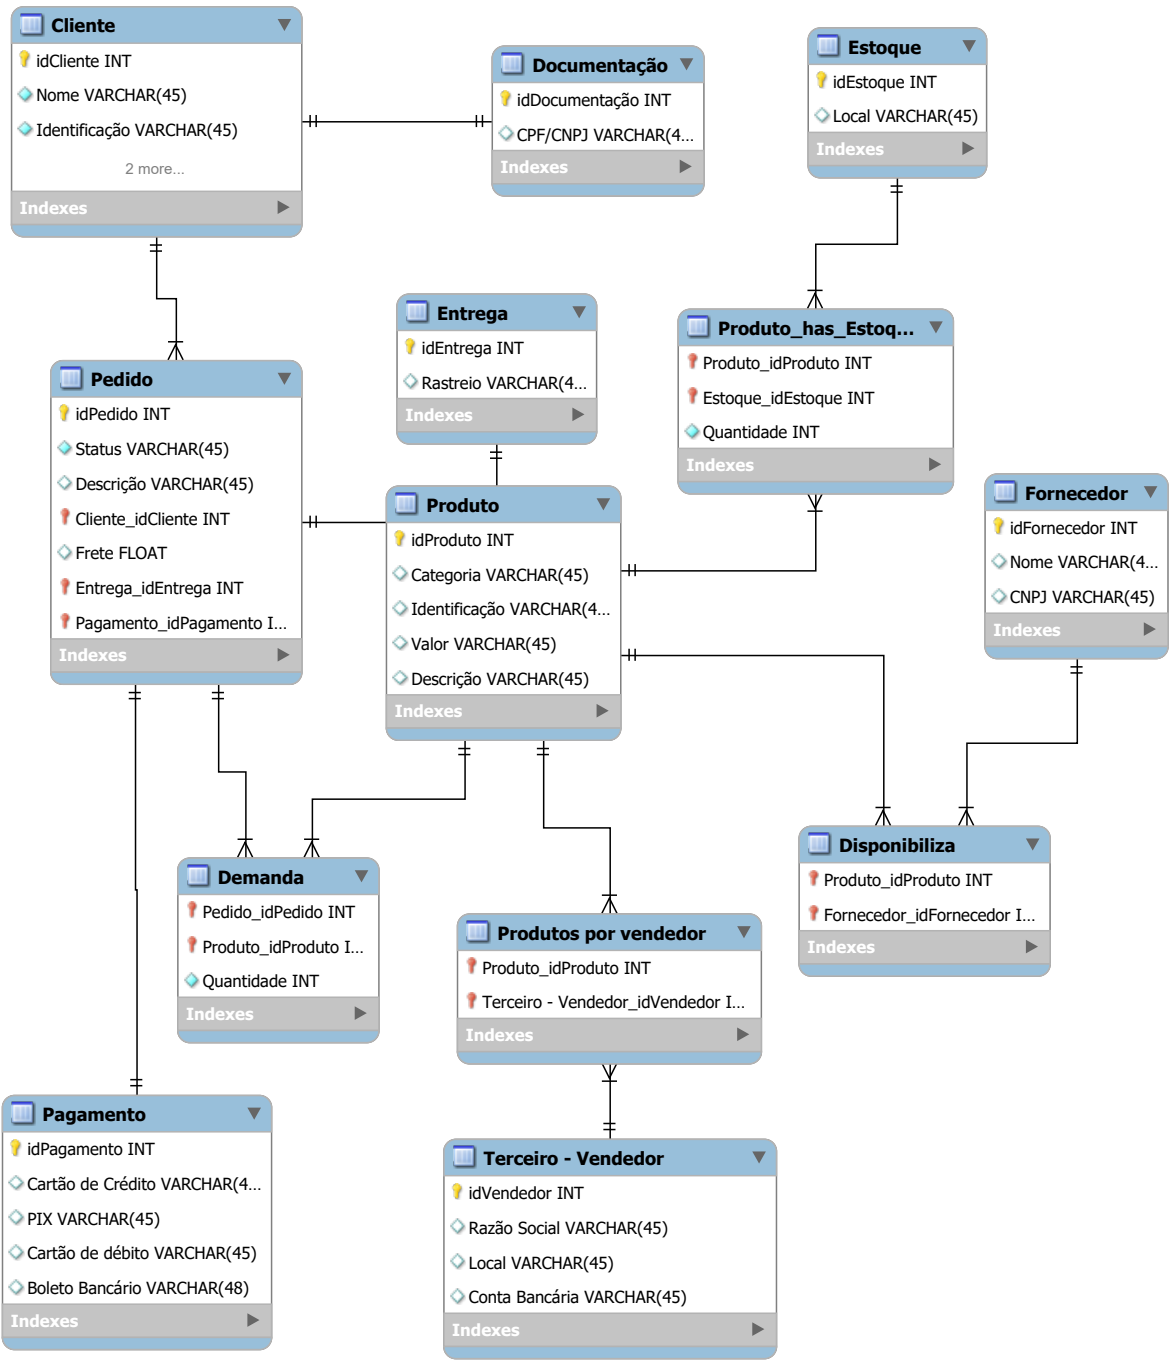 Cliente
idCliente INT
Nome VARCHAR(45)
Identificação VARCHAR(45)
2 more...
Indexes
Documentação
idDocumentação INT
CPF/CNPJ VARCHAR(4...
Indexes
Estoque
idEstoque INT
Local VARCHAR(45)
Indexes
Entrega
idEntrega INT
Rastreio VARCHAR(4...
Indexes
Produto_has_Estoq...
Produto_idProduto INT
Estoque_idEstoque INT
Quantidade INT
Indexes
Pedido
idPedido INT
Status VARCHAR(45)
Descrição VARCHAR(45)
Cliente_idCliente INT
Frete FLOAT
Entrega_idEntrega INT
Pagamento_idPagamento I...
Indexes
Produto
idProduto INT
Categoria VARCHAR(45)
Identificação VARCHAR(4...
Valor VARCHAR(45)
Descrição VARCHAR(45)
Indexes
Fornecedor
idFornecedor INT
Nome VARCHAR(4...
CNPJ VARCHAR(45)
Indexes
Disponibiliza
Produto_idProduto INT
Fornecedor_idFornecedor I...
Indexes
Demanda
Pedido_idPedido INT
Produto_idProduto I...
Quantidade INT
Indexes
Produtos por vendedor
Produto_idProduto INT
Terceiro - Vendedor_idVendedor I...
Indexes
Pagamento
idPagamento INT
Cartão de Crédito VARCHAR(4...
PIX VARCHAR(45)
Cartão de débito VARCHAR(45)
Boleto Bancário VARCHAR(48)
Indexes
Terceiro - Vendedor
idVendedor INT
Razão Social VARCHAR(45)
Local VARCHAR(45)
Conta Bancária VARCHAR(45)
Indexes